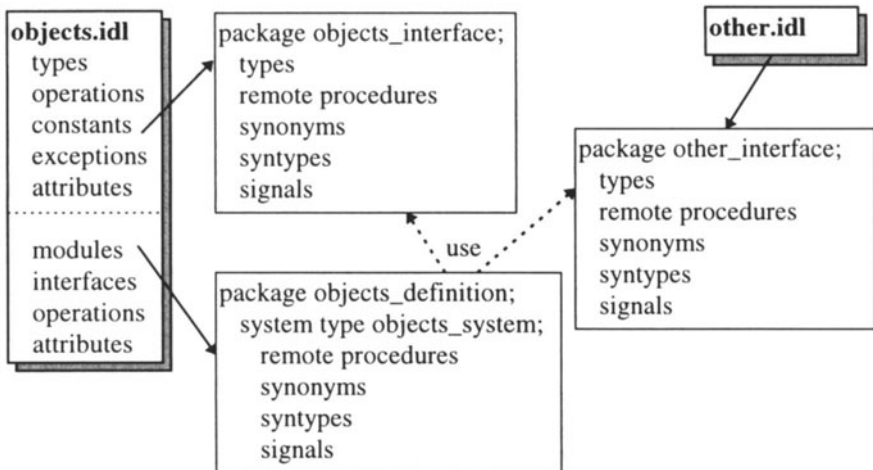 objects.idl
types
operations
constants
exceptions
attributes
modules
interfaces
operations
attributes
package objects_interface;
types
remote procedures
synonyms
syntypes
signals
use
package objects_definition;
system type objects_system;
remote procedures
synonyms
syntypes
signals
other.idl
package other_interface;
types
remote procedures
synonyms
syntypes
signals